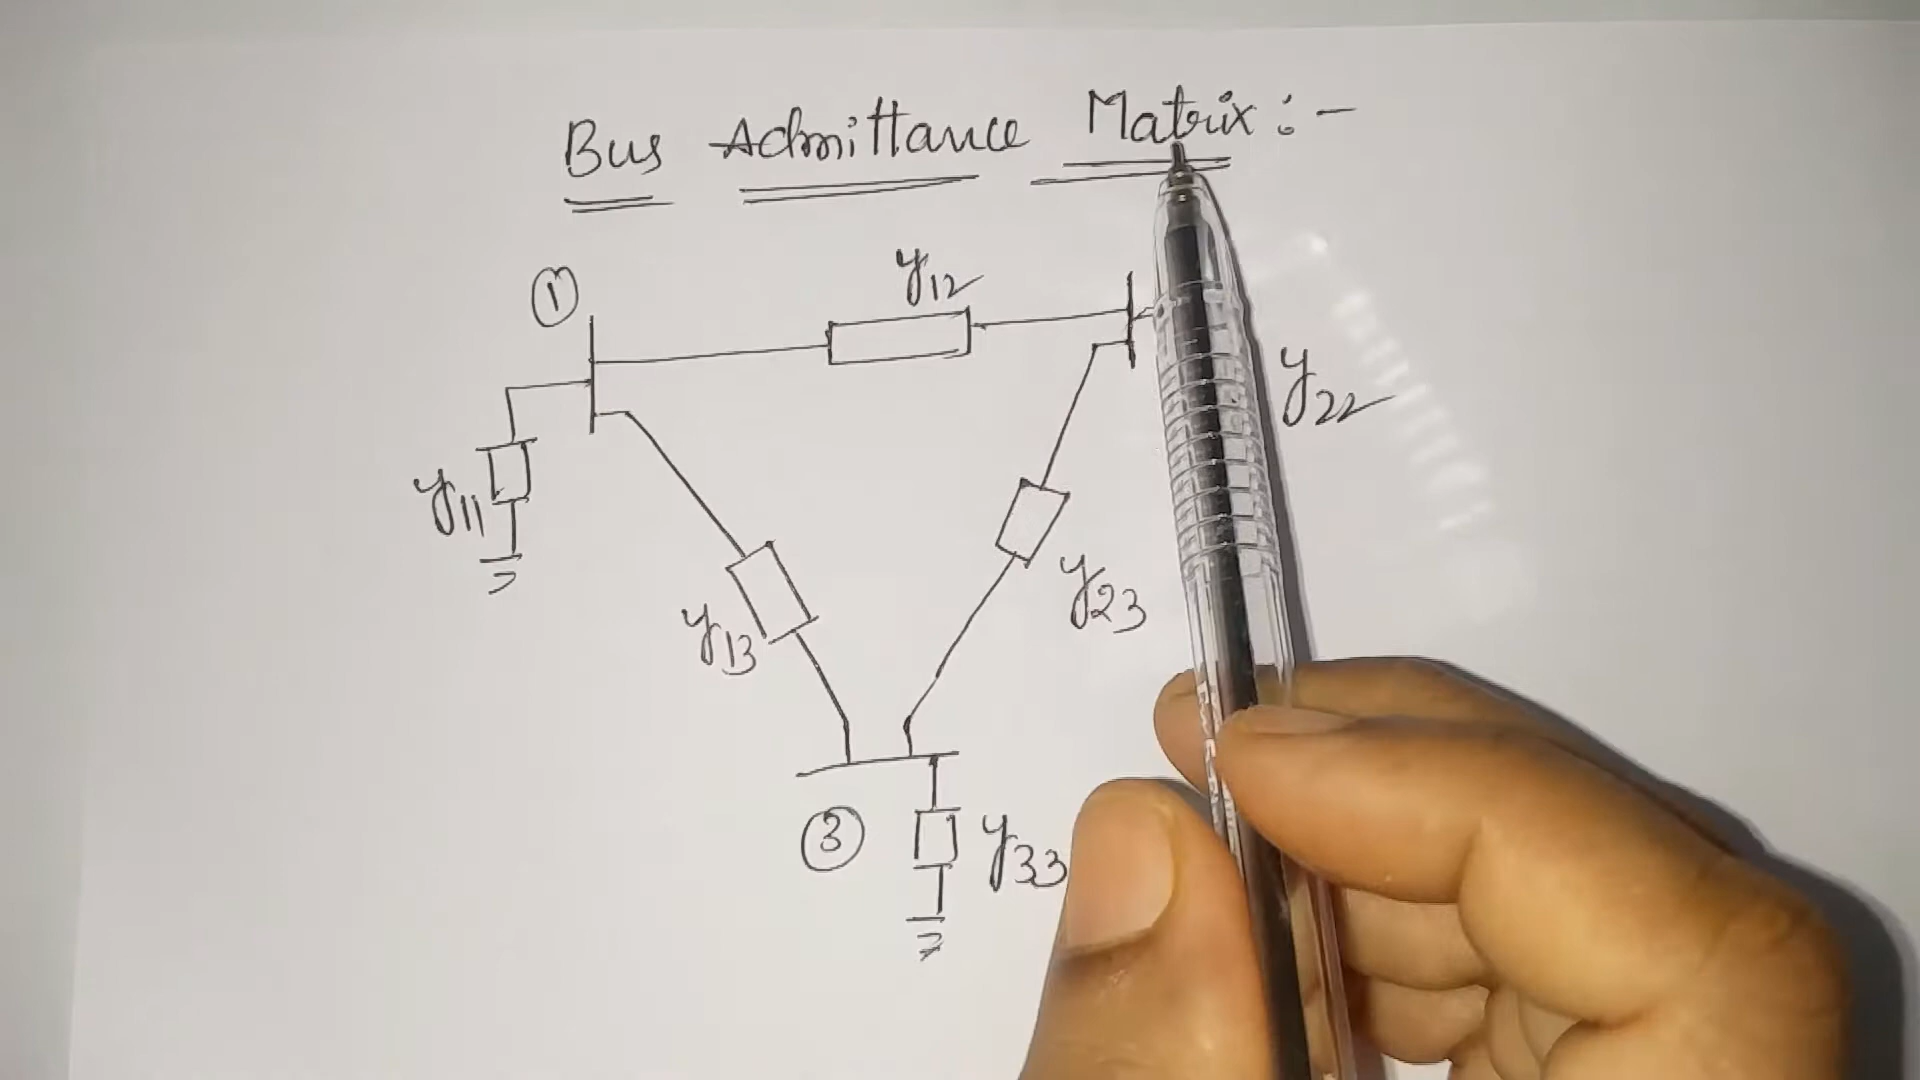 Bus Admittance Matrix :-
① y12
y22
y11
y13 y23
③ y33